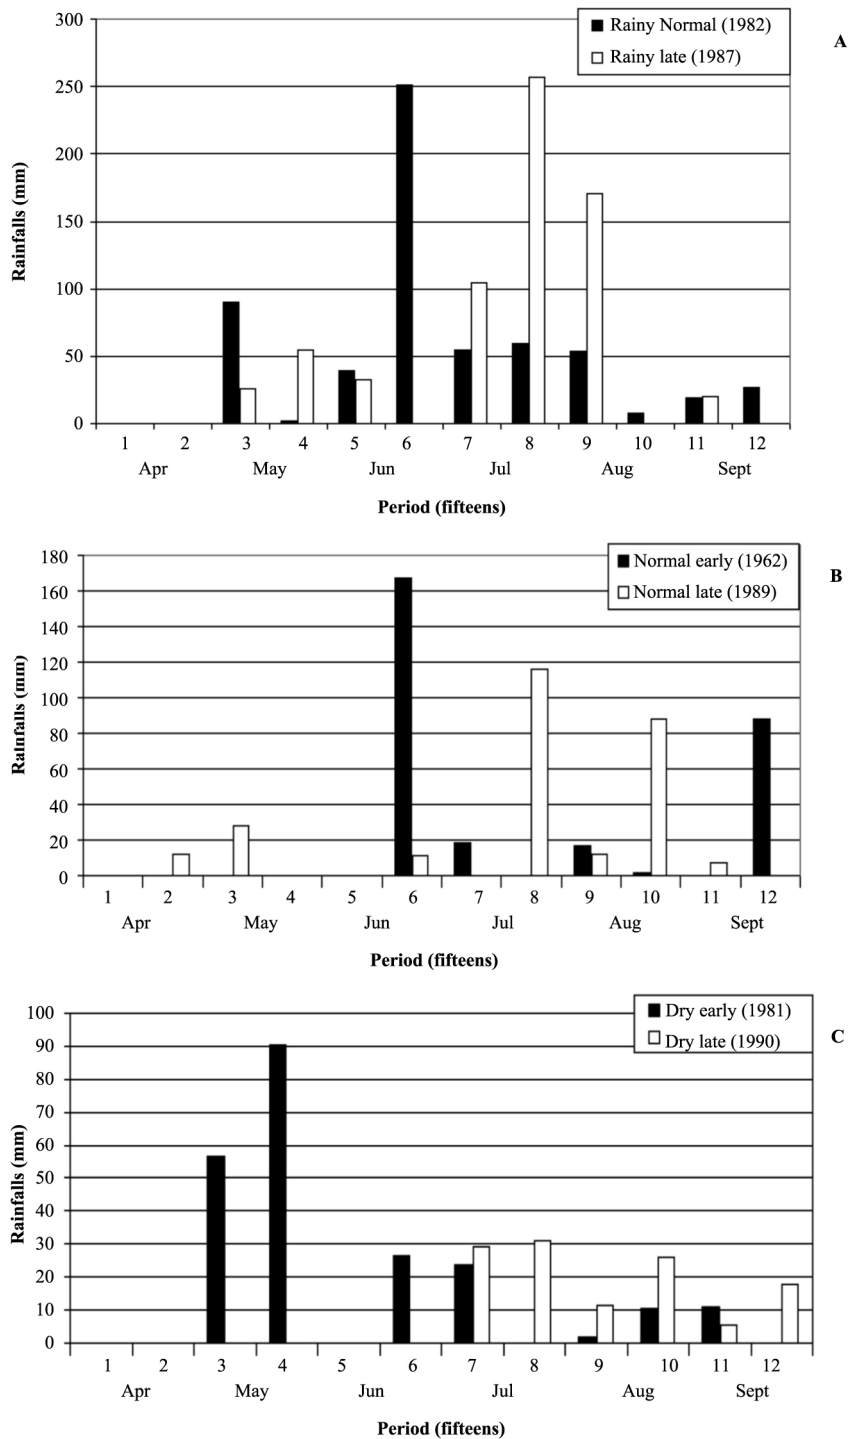 300
250
200
150
100
50
0
Rainfalls (mm)
Rainy Normal (1982)
Rainy late (1987)
A
1 2 3 4 5 6 7 8 9 10 11 12
Apr May Jun Jul Aug Sept
Period (fifteens)
180
160
140
120
100
80
60
40
20
0
Rainfalls (mm)
Normal early (1962)
Normal late (1989)
B
1 2 3 4 5 6 7 8 9 10 11 12
Apr May Jun Jul Aug Sept
Period (fifteens)
100
90
80
70
60
50
40
30
20
10
0
Rainfalls (mm)
Dry early (1981)
Dry late (1990)
C
1 2 3 4 5 6 7 8 9 10 11 12
Apr May Jun Jul Aug Sept
Period (fifteens)